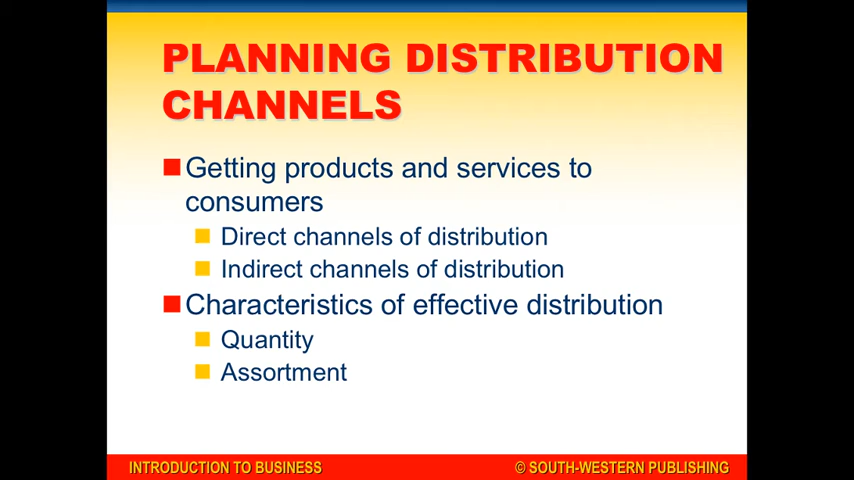 PLANNING DISTRIBUTION
CHANNELS
Getting products and services to
consumers
Direct channels of distribution
Indirect channels of distribution
Characteristics of effective distribution
Quantity
Assortment
INTRODUCTION TO BUSINESS
© SOUTH-WESTERN PUBLISHING